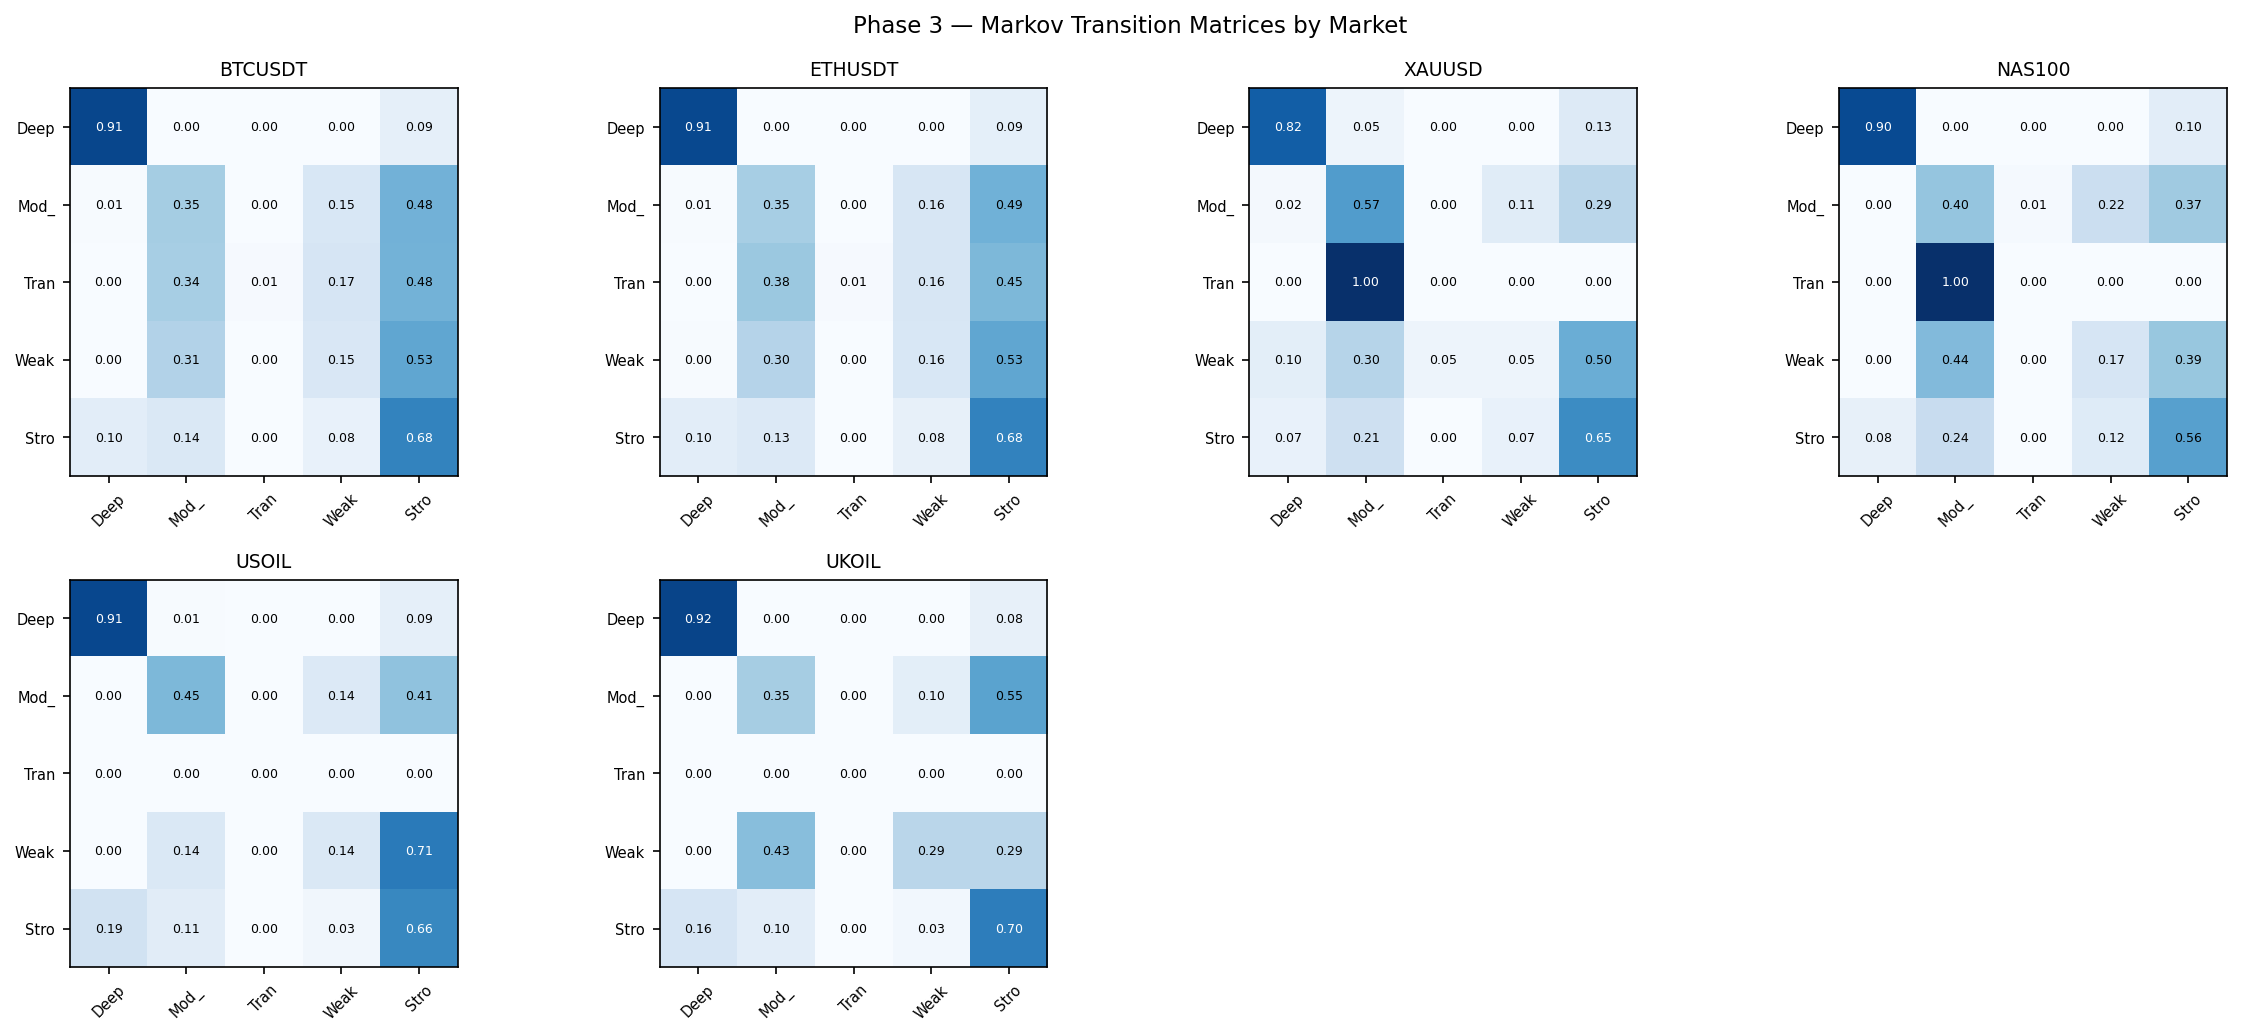 Phase 3 — Markov Transition Matrices by Market
BTCUSDT
Deep 0.91 0.00 0.00 0.00 0.09
Mod_ 0.01 0.35 0.00 0.15 0.48
Tran 0.00 0.34 0.01 0.17 0.48
Weak 0.00 0.31 0.00 0.15 0.53
Stro 0.10 0.14 0.00 0.08 0.68
Deep Mod_ Tran Weak Stro
ETHUSDT
Deep 0.91 0.00 0.00 0.00 0.09
Mod_ 0.01 0.35 0.00 0.16 0.49
Tran 0.00 0.38 0.01 0.16 0.45
Weak 0.00 0.30 0.00 0.16 0.53
Stro 0.10 0.13 0.00 0.08 0.68
Deep Mod_ Tran Weak Stro
XAUUSD
Deep 0.82 0.05 0.00 0.00 0.13
Mod_ 0.02 0.57 0.00 0.11 0.29
Tran 0.00 1.00 0.00 0.00 0.00
Weak 0.10 0.30 0.05 0.05 0.50
Stro 0.07 0.21 0.00 0.07 0.65
Deep Mod_ Tran Weak Stro
NAS100
Deep 0.90 0.00 0.00 0.00 0.10
Mod_ 0.00 0.40 0.01 0.22 0.37
Tran 0.00 1.00 0.00 0.00 0.00
Weak 0.00 0.44 0.00 0.17 0.39
Stro 0.08 0.24 0.00 0.12 0.56
Deep Mod_ Tran Weak Stro
USOIL
Deep 0.91 0.01 0.00 0.00 0.09
Mod_ 0.00 0.45 0.00 0.14 0.41
Tran 0.00 0.00 0.00 0.00 0.00
Weak 0.00 0.14 0.00 0.14 0.71
Stro 0.19 0.11 0.00 0.03 0.66
Deep Mod_ Tran Weak Stro
UKOIL
Deep 0.92 0.00 0.00 0.00 0.08
Mod_ 0.00 0.35 0.00 0.10 0.55
Tran 0.00 0.00 0.00 0.00 0.00
Weak 0.00 0.43 0.00 0.29 0.29
Stro 0.16 0.10 0.00 0.03 0.70
Deep Mod_ Tran Weak Stro